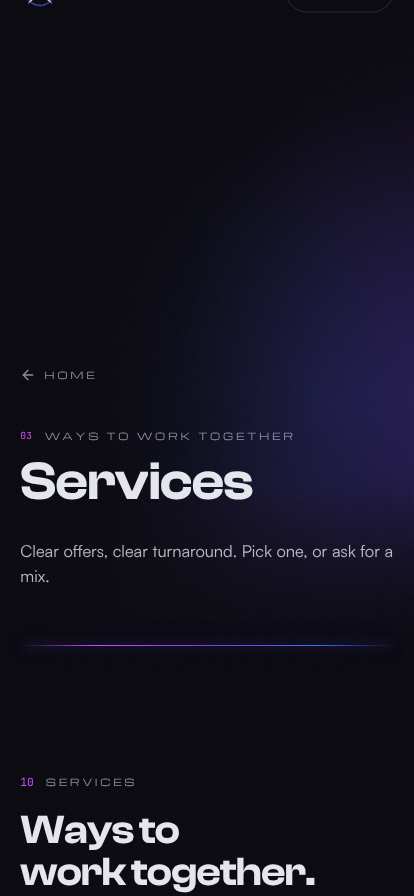 ← HOME
03 WAYS TO WORK TOGETHER
Services
Clear offers, clear turnaround. Pick one, or ask for a
mix.
10 SERVICES
Ways to
work together.